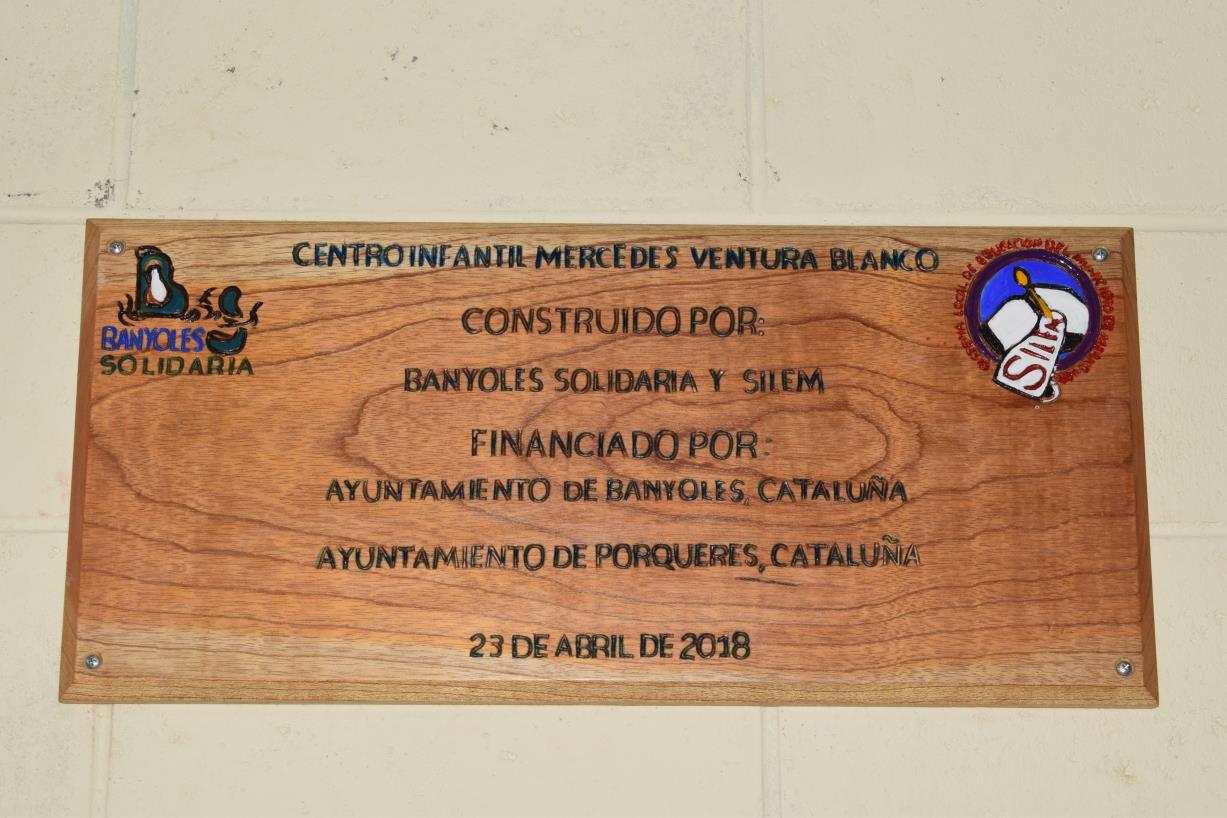 CENTRO INFANTIL MERCEDES VENTURA BLANCO
BANYOLES
SOLIDARIA
SILEM
CONSTRUIDO POR:
BANYOLES SOLIDARIA Y SILEM
FINANCIADO POR:
AYUNTAMIENTO DE BANYOLES, CATALUÑA
AYUNTAMIENTO DE PORQUERES, CATALUÑA
23 DE ABRIL DE 2018